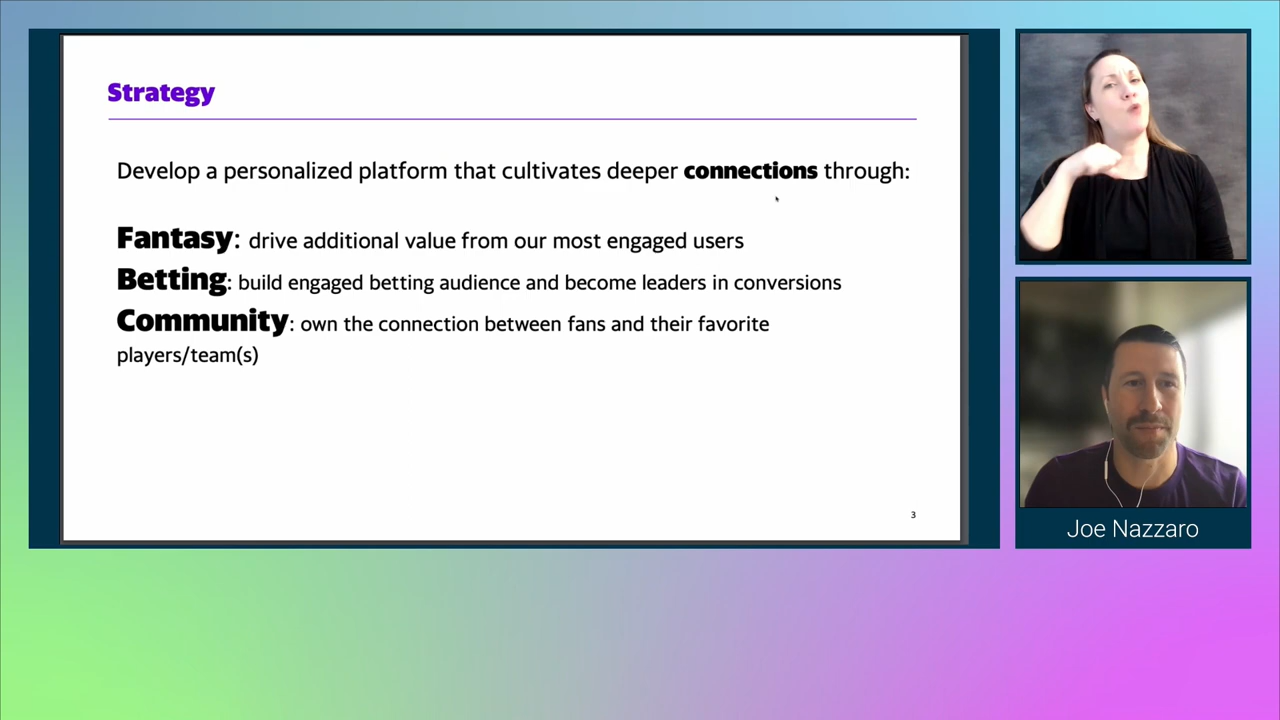 Strategy
Develop a personalized platform that cultivates deeper connections through:
Fantasy: drive additional value from our most engaged users
Betting: build engaged betting audience and become leaders in conversions
Community: own the connection between fans and their favorite
players/team(s)
3
Joe Nazzaro